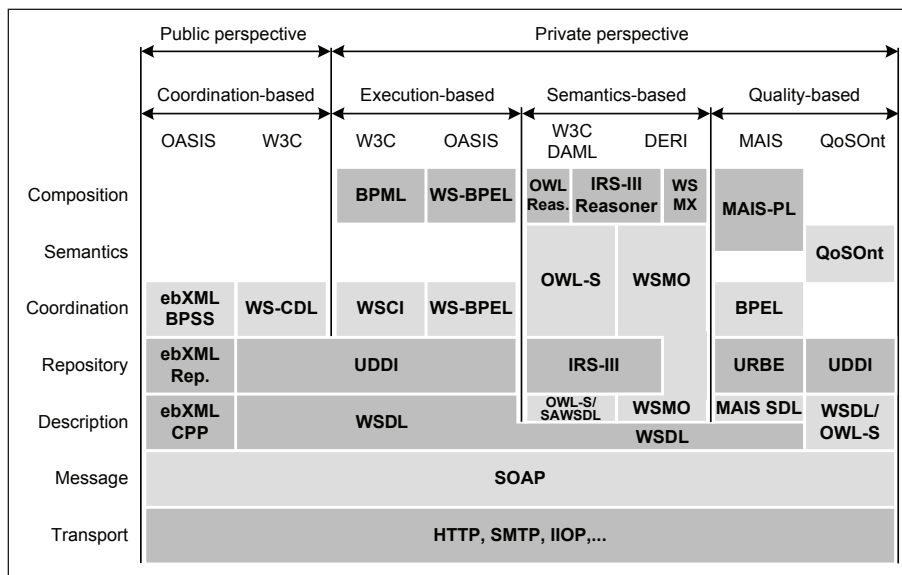 Public perspective
Private perspective
Coordination-based
Execution-based
Semantics-based
Quality-based
OASIS
W3C
W3C
OASIS
W3C
DAML
DERI
MAIS
QoSOnt
Composition
BPML
WS-BPEL
OWL
Reas.
IRS-III
Reasoner
WS
MX
MAIS-PL
Semantics
OWL-S
WSMO
QoSOnt
Coordination
ebXML
BPSS
WS-CDL
WSCI
WS-BPEL
BPEL
Repository
ebXML
Rep.
UDDI
IRS-III
URBE
UDDI
Description
ebXML
CPP
WSDL
OWL-S/
SAWSDL
WSMO
MAIS SDL
WSDL/
OWL-S
WSDL
Message
SOAP
Transport
HTTP, SMTP, IIOP,...